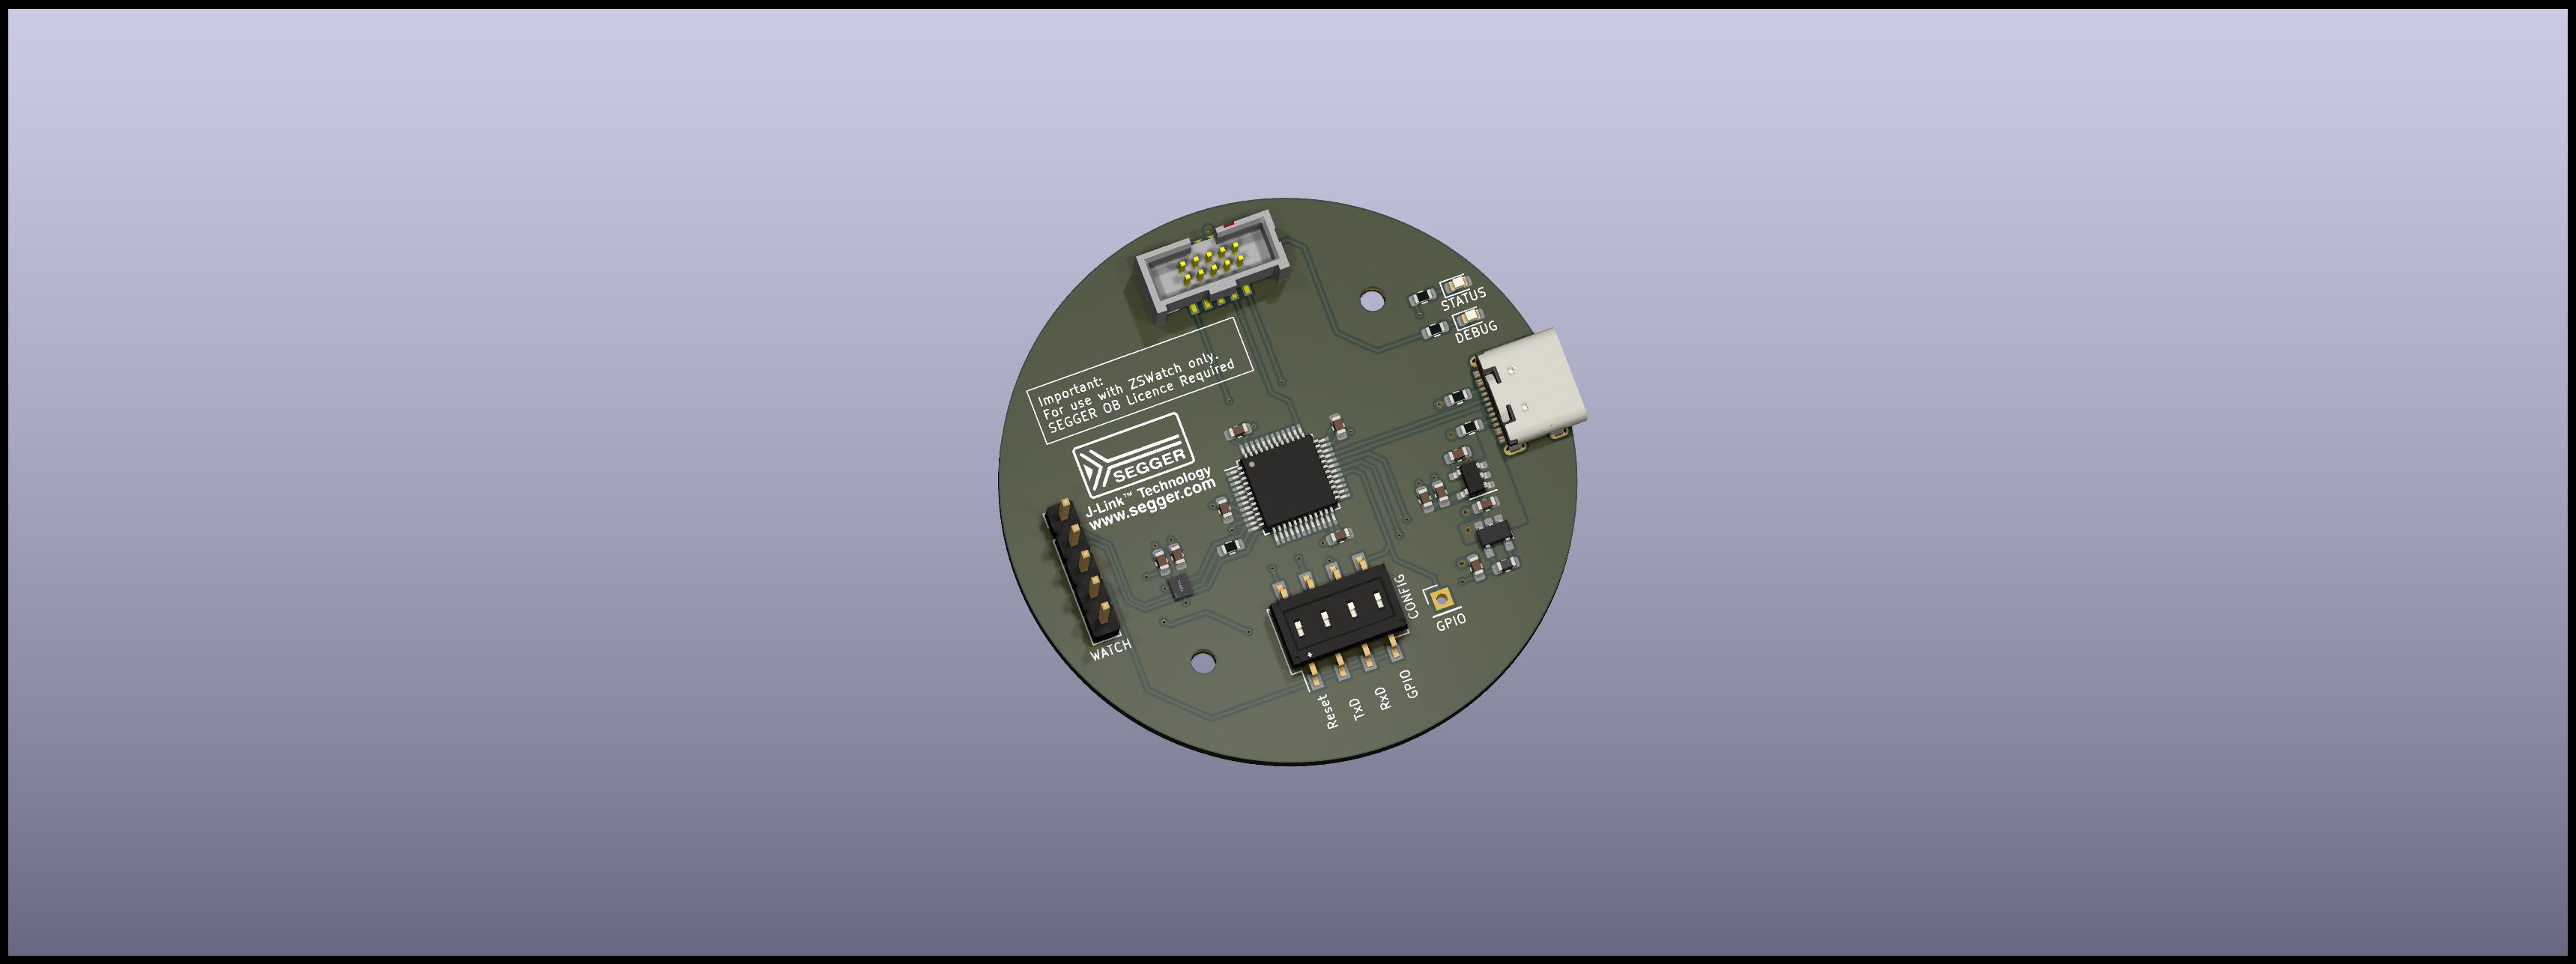 STATUS
DEBUG
Important:
For use with ZSWatch only.
SEGGER OB Licence Required
SEGGER
J-Link™ Technology
www.segger.com
CONFIG
GPIO
WATCH
Reset
TxD
RxD
GPIO